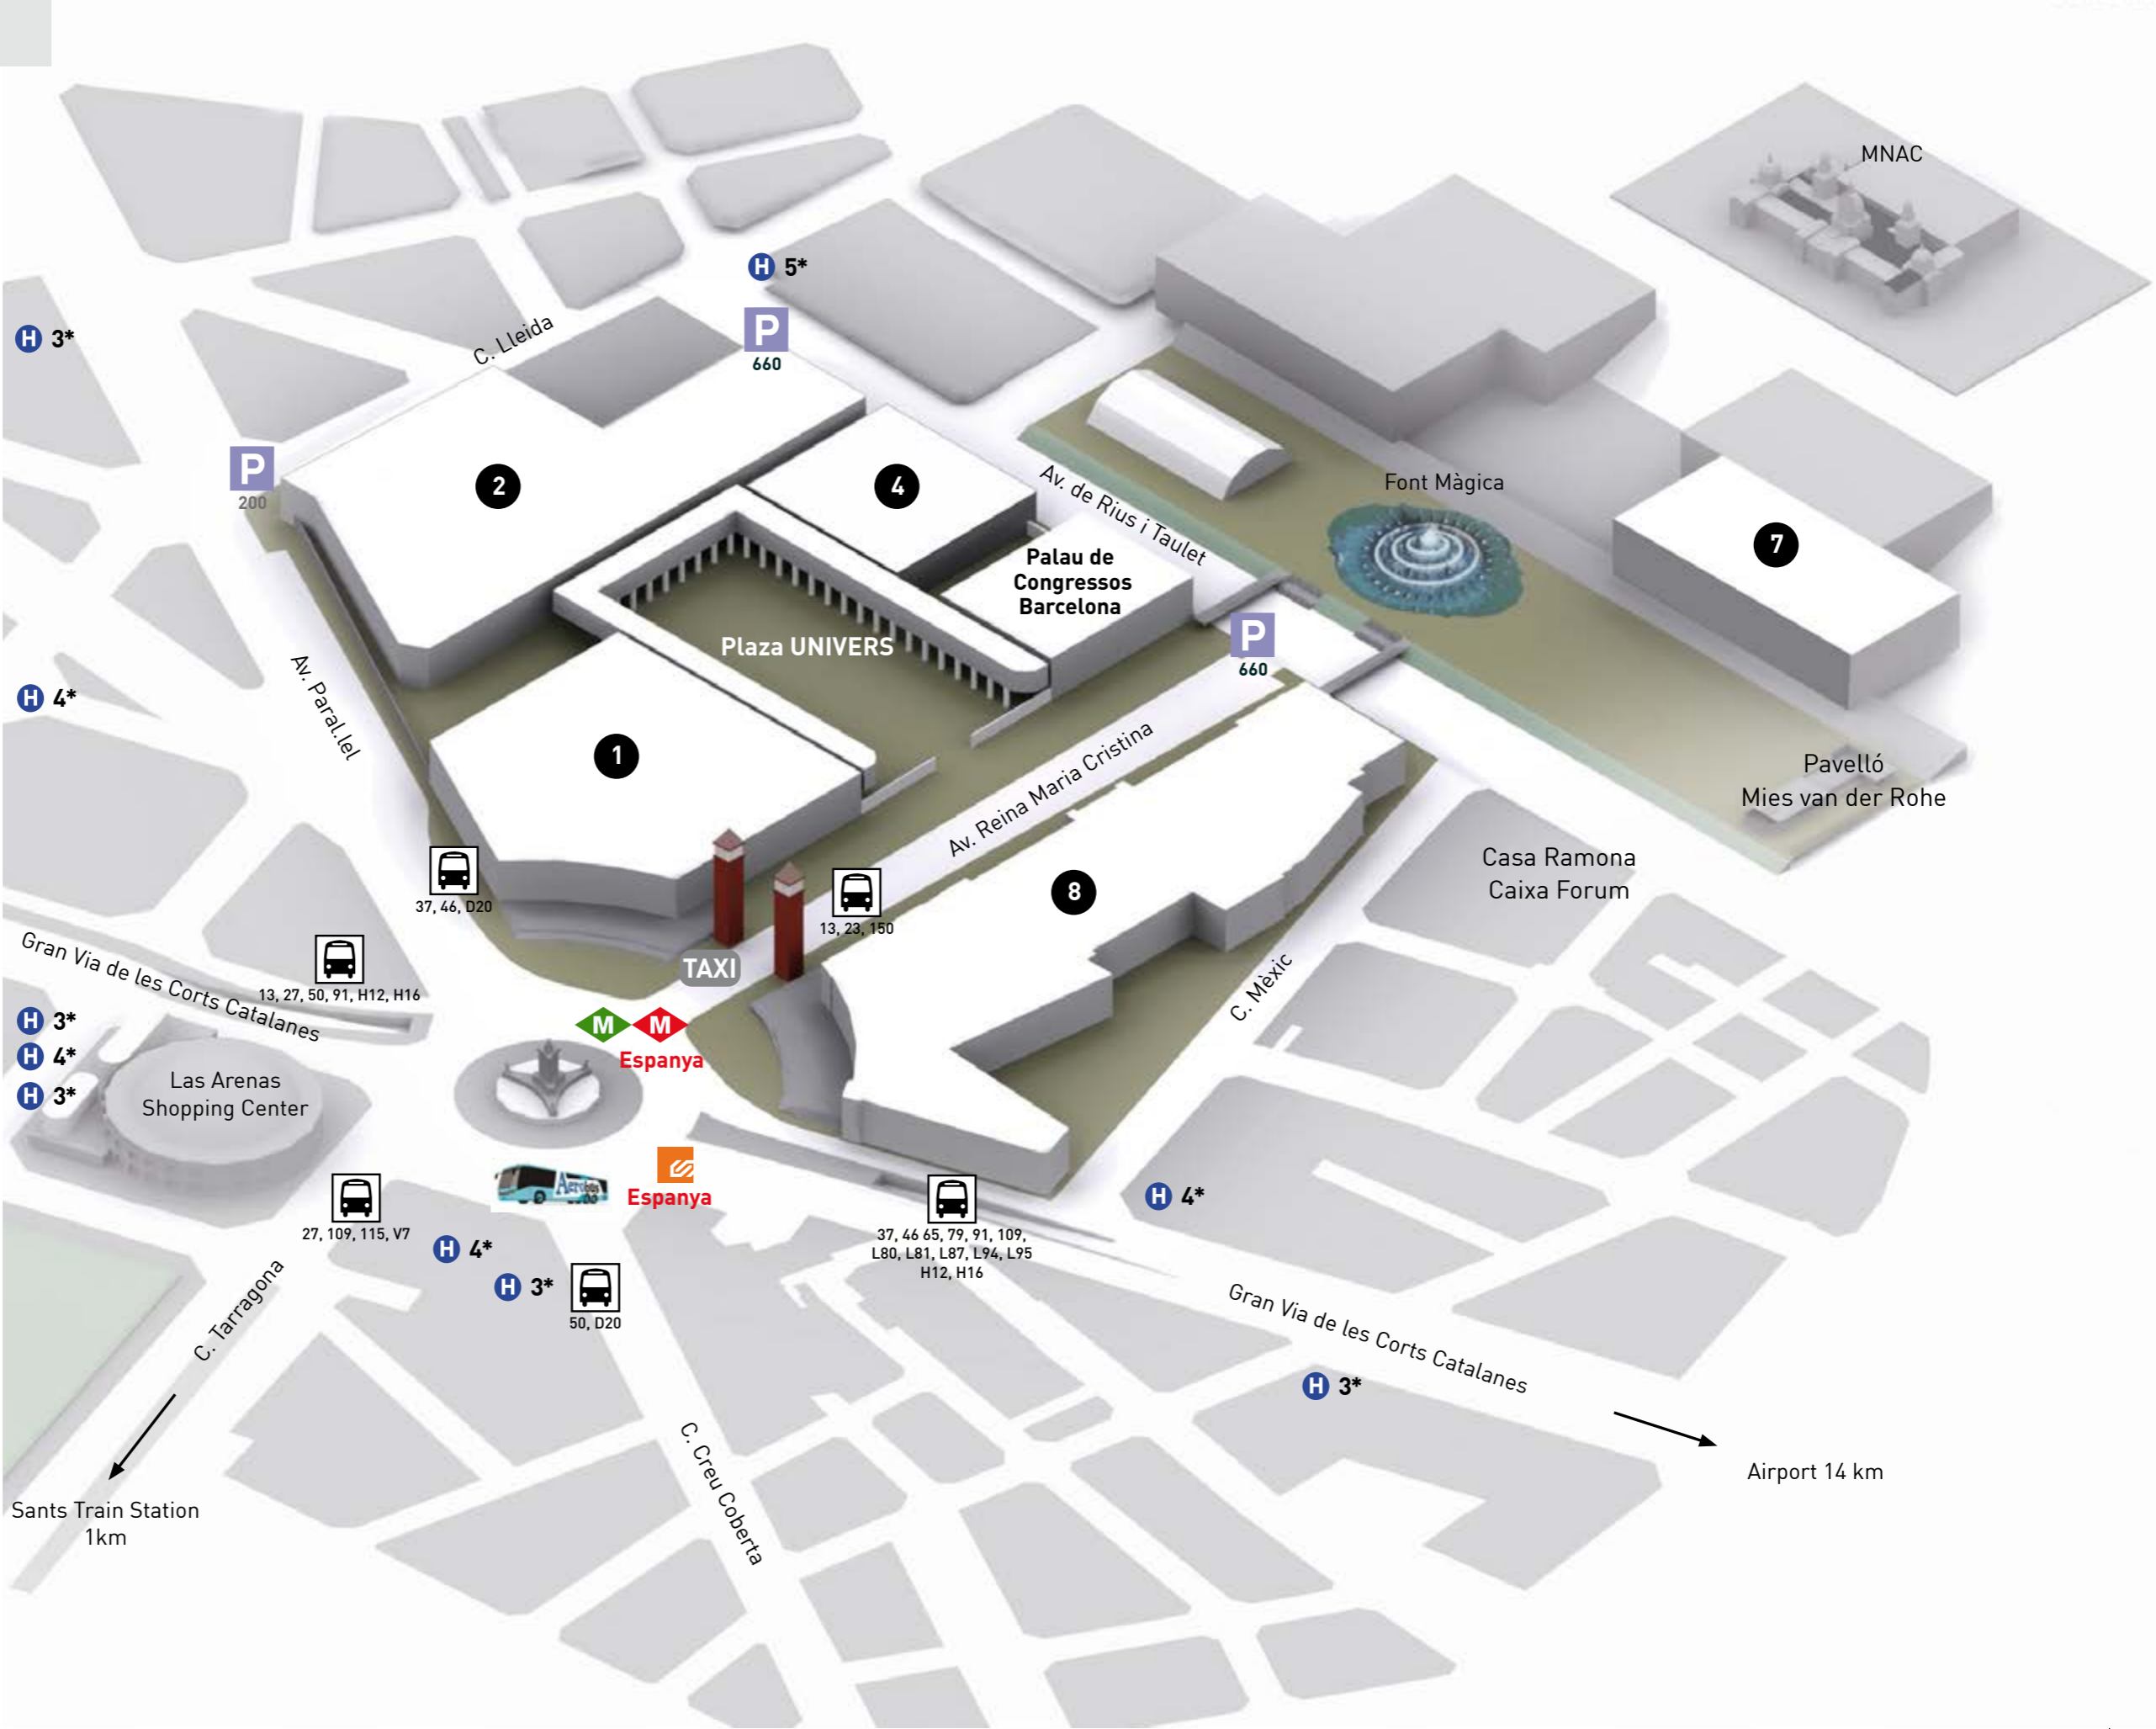 MNAC
H 5*
C. Lleida
P
660
H 3*
P
200
2
4
Av. de Rius i Taulet
Font Màgica
7
Palau de
Congressos
Barcelona
P
660
Plaza UNIVERS
H 4*
Av. Paral.lel
1
Av. Reina Maria Cristina
Pavelló
Mies van der Rohe
Casa Ramona
Caixa Forum
8
37, 46, D20
13, 23, 150
TAXI
Gran Via de les Corts Catalanes
13, 27, 50, 91, H12, H16
C. Mèxic
H 3*
H 4*
H 3*
M M
Espanya
Las Arenas
Shopping Center
Aerobús
Espanya
27, 109, 115, V7
H 4*
H 4*
37, 46 65, 79, 91, 109,
L80, L81, L87, L94, L95
H12, H16
H 3*
50, D20
C. Tarragona
Gran Via de les Corts Catalanes
H 3*
C. Creu Coberta
Airport 14 km
Sants Train Station
1km